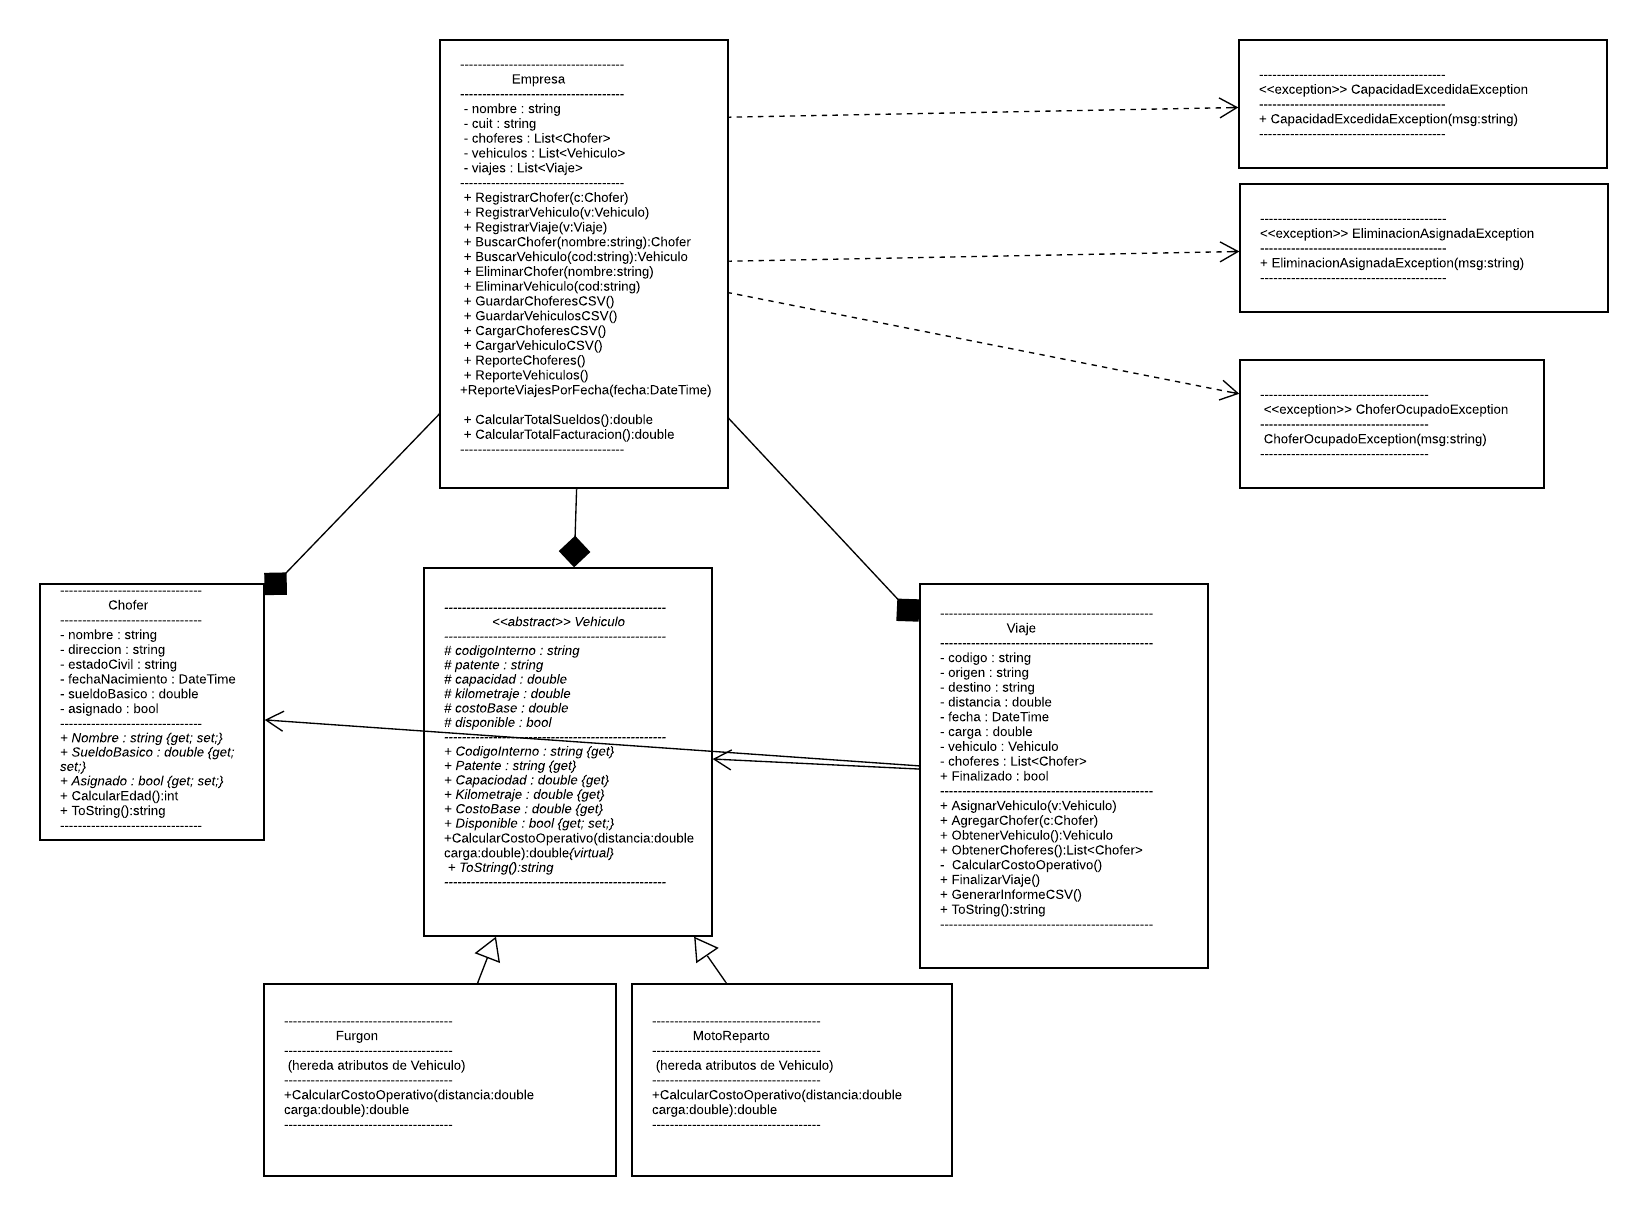 Empresa
- nombre : string
- cuit : string
- choferes : List<Chofer>
- vehiculos : List<Vehiculo>
- viajes : List<Viaje>
+ RegistrarChofer(c:Chofer)
+ RegistrarVehiculo(v:Vehiculo)
+ RegistrarViaje(v:Viaje)
+ BuscarChofer(nombre:string):Chofer
+ BuscarVehiculo(cod:string):Vehiculo
+ EliminarChofer(nombre:string)
+ EliminarVehiculo(cod:string)
+ GuardarChoferesCSV()
+ GuardarVehiculosCSV()
+ CargarChoferesCSV()
+ CargarVehiculoCSV()
+ ReporteChoferes()
+ ReporteVehiculos()
+ReporteViajesPorFecha(fecha:DateTime)
+ CalcularTotalSueldos():double
+ CalcularTotalFacturacion():double
<<exception>> CapacidadExcedidaException
+ CapacidadExcedidaException(msg:string)
<<exception>> EliminacionAsignadaException
+ EliminacionAsignadaException(msg:string)
<<exception>> ChoferOcupadoException
ChoferOcupadoException(msg:string)
Chofer
- nombre : string
- direccion : string
- estadoCivil : string
- fechaNacimiento : DateTime
- sueldoBasico : double
- asignado : bool
+ Nombre : string {get; set;}
+ SueldoBasico : double {get;
set;}
+ Asignado : bool {get; set;}
+ CalcularEdad():int
+ ToString():string
<<abstract>> Vehiculo
# codigoInterno : string
# patente : string
# capacidad : double
# kilometraje : double
# costoBase : double
# disponible : bool
+ CodigoInterno : string {get}
+ Patente : string {get}
+ Capaciodad : double {get}
+ Kilometraje : double {get}
+ CostoBase : double {get}
+ Disponible : bool {get; set;}
+CalcularCostoOperativo(distancia:double
carga:double):double{virtual}
+ ToString():string
Viaje
- codigo : string
- origen : string
- destino : string
- distancia : double
- fecha : DateTime
- carga : double
- vehiculo : Vehiculo
- choferes : List<Chofer>
+ Finalizado : bool
+ AsignarVehiculo(v:Vehiculo)
+ AgregarChofer(c:Chofer)
+ ObtenerVehiculo():Vehiculo
+ ObtenerChoferes():List<Chofer>
- CalcularCostoOperativo()
+ FinalizarViaje()
+ GenerarInformeCSV()
+ ToString():string
Furgon
(hereda atributos de Vehiculo)
+CalcularCostoOperativo(distancia:double
carga:double):double
MotoReparto
(hereda atributos de Vehiculo)
+CalcularCostoOperativo(distancia:double
carga:double):double